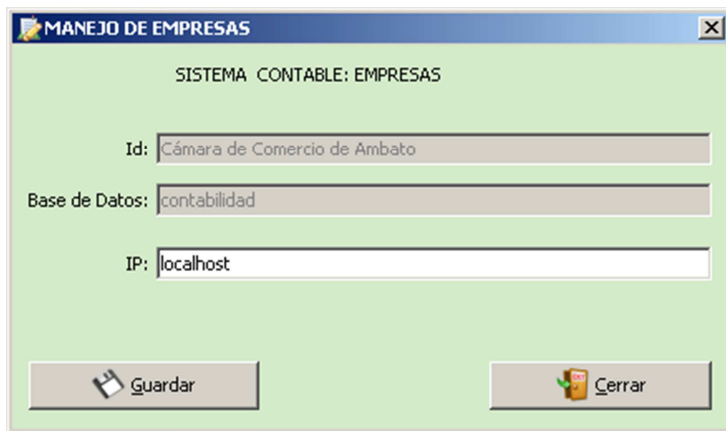 MANEJO DE EMPRESAS
SISTEMA CONTABLE: EMPRESAS
Id: Cámara de Comercio de Ambato
Base de Datos: contabilidad
IP: localhost
Guardar Cerrar